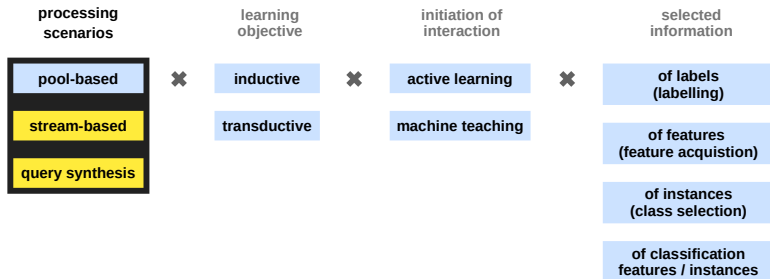 processing
scenarios
pool-based
stream-based
query synthesis
✖
learning
objective
inductive
transductive
✖
initiation of
interaction
active learning
machine teaching
✖
selected
information
of labels
(labelling)
of features
(feature acquistion)
of instances
(class selection)
of classification
features / instances